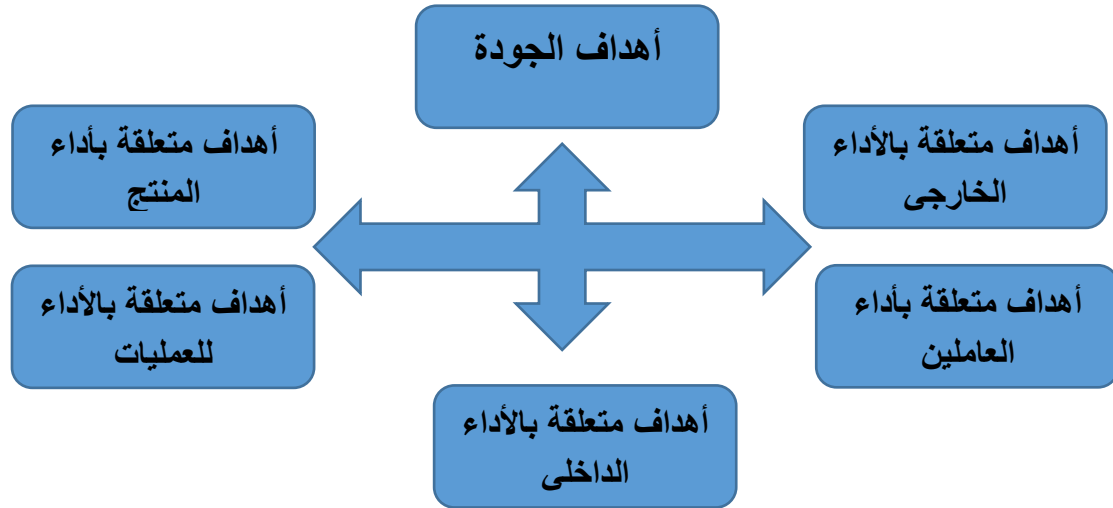 أهداف الجودة
أهداف متعلقة بالأداء
الخارجى
أهداف متعلقة بأداء
المنتج
أهداف متعلقة بأداء
العاملين
أهداف متعلقة بالأداء
للعمليات
أهداف متعلقة بالأداء
الداخلى